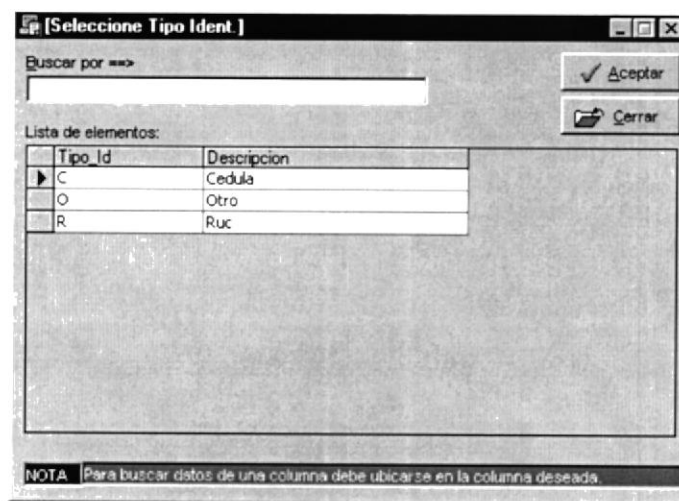 [Seleccione Tipo Ident.]
Buscar por ==>
Aceptar
Cerrar
Lista de elementos:
Tipo_Id Descripcion
C Cedula
O Otro
R Ruc
NOTA Para buscar datos de una columna debe ubicarse en la columna deseada.